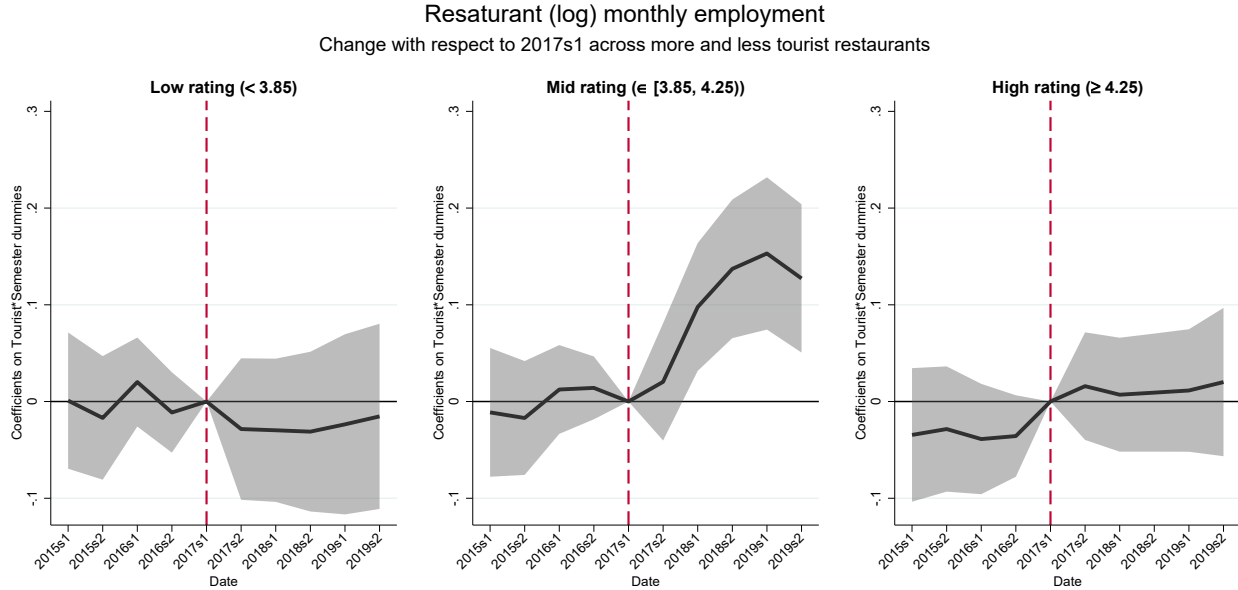 Resaturant (log) monthly employment
Change with respect to 2017s1 across more and less tourist restaurants
Low rating (< 3.85)
Coefficients on Tourist*Semester dummies
.3
.2
.1
0
-.1
2015s1
2015s2
2016s1
2016s2
2017s1
2017s2
2018s1
2018s2
2019s1
2019s2
Date
Mid rating (∈ [3.85, 4.25))
Coefficients on Tourist*Semester dummies
.3
.2
.1
0
-.1
2015s1
2015s2
2016s1
2016s2
2017s1
2017s2
2018s1
2018s2
2019s1
2019s2
Date
High rating (≥ 4.25)
Coefficients on Tourist*Semester dummies
.3
.2
.1
0
-.1
2015s1
2015s2
2016s1
2016s2
2017s1
2017s2
2018s1
2018s2
2019s1
2019s2
Date